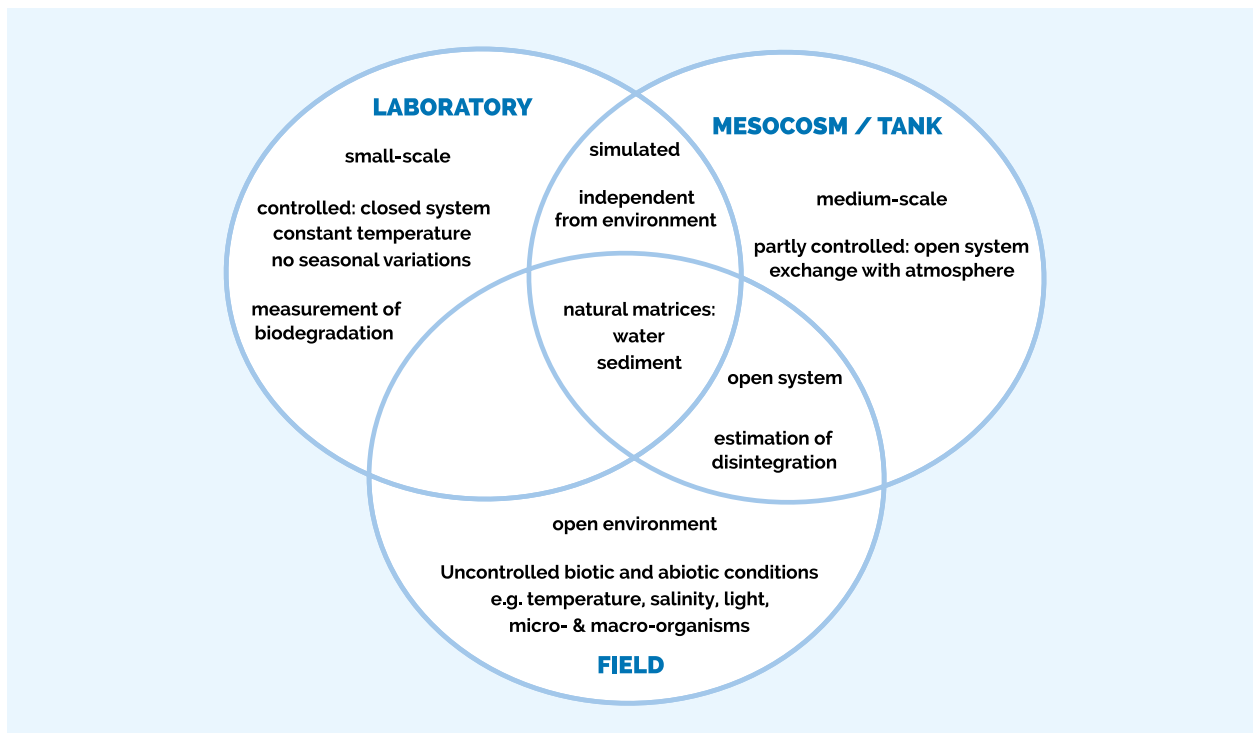 LABORATORY
small-scale
controlled: closed system
constant temperature
no seasonal variations
measurement of
biodegradation
simulated
independent
from environment
MESOCOSM / TANK
medium-scale
partly controlled: open system
exchange with atmosphere
natural matrices:
water
sediment
open system
estimation of
disintegration
open environment
Uncontrolled biotic and abiotic conditions
e.g. temperature, salinity, light,
micro- & macro-organisms
FIELD